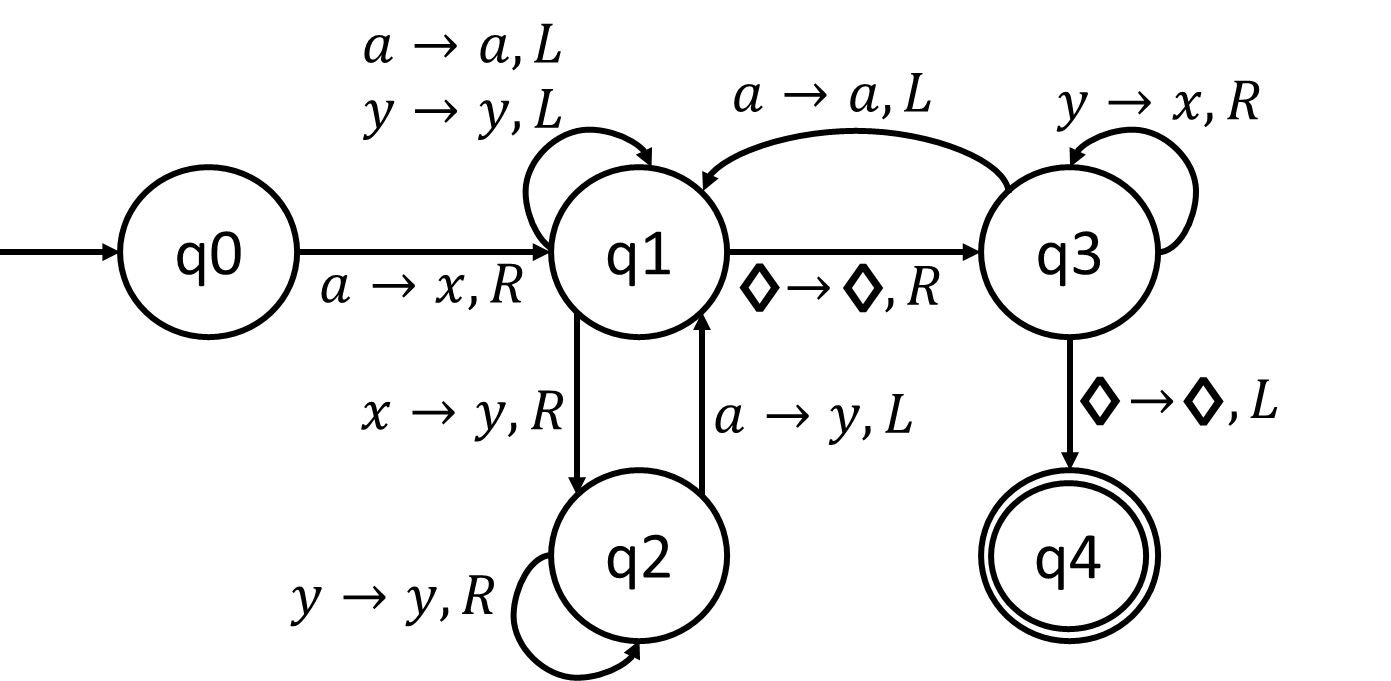 a → a, L
y → y, L
a → a, L
y → x, R
q0
q1
q3
a → x, R
◊ → ◊, R
x → y, R
a → y, L
◊ → ◊, L
q2
q4
y → y, R